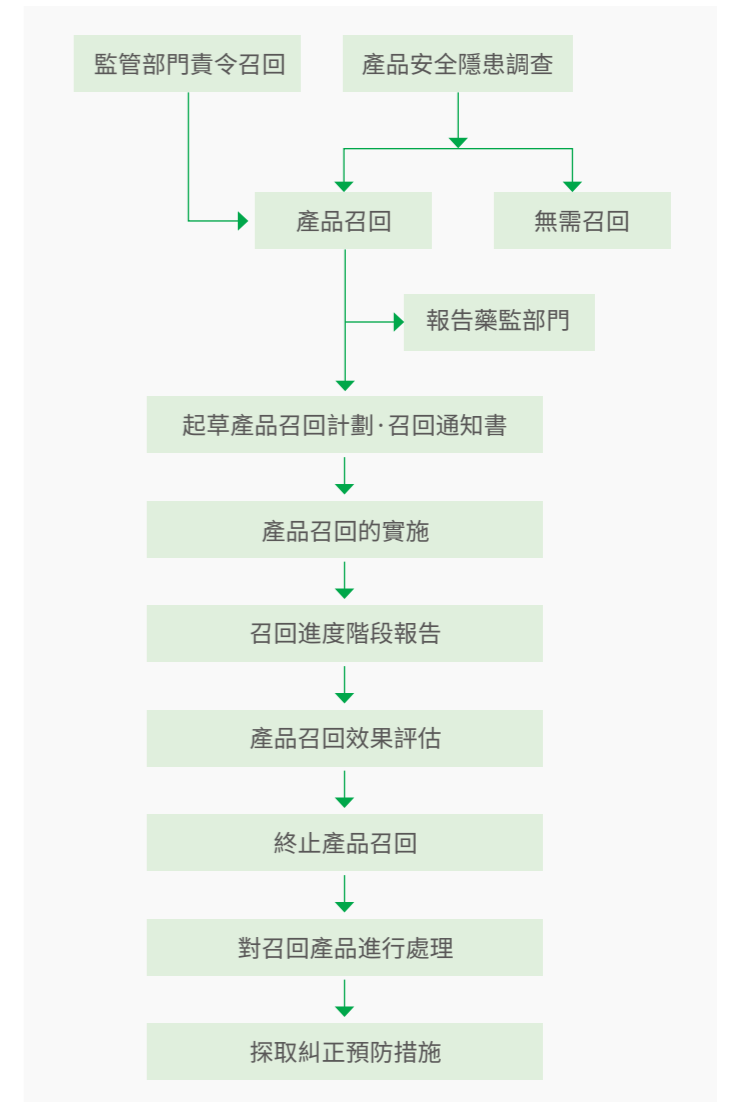 監管部門責令召回
產品安全隱患調查
產品召回
無需召回
報告藥監部門
起草產品召回計劃·召回通知書
產品召回的實施
召回進度階段報告
產品召回效果評估
終止產品召回
對召回產品進行處理
探取糾正預防措施